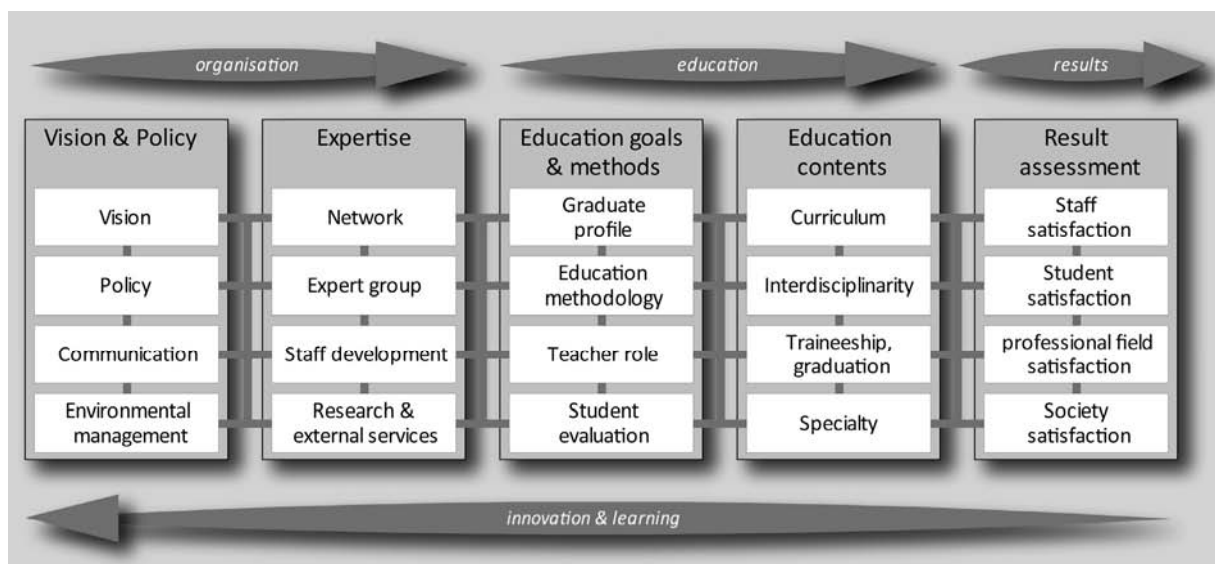 organisation
education
results
Vision & Policy
Vision
Policy
Communication
Environmental
management
Expertise
Network
Expert group
Staff development
Research &
external services
Education goals
& methods
Graduate
profile
Education
methodology
Teacher role
Student
evaluation
Education
contents
Curriculum
Interdisciplinarity
Traineeship,
graduation
Specialty
Result
assessment
Staff
satisfaction
Student
satisfaction
professional field
satisfaction
Society
satisfaction
innovation & learning